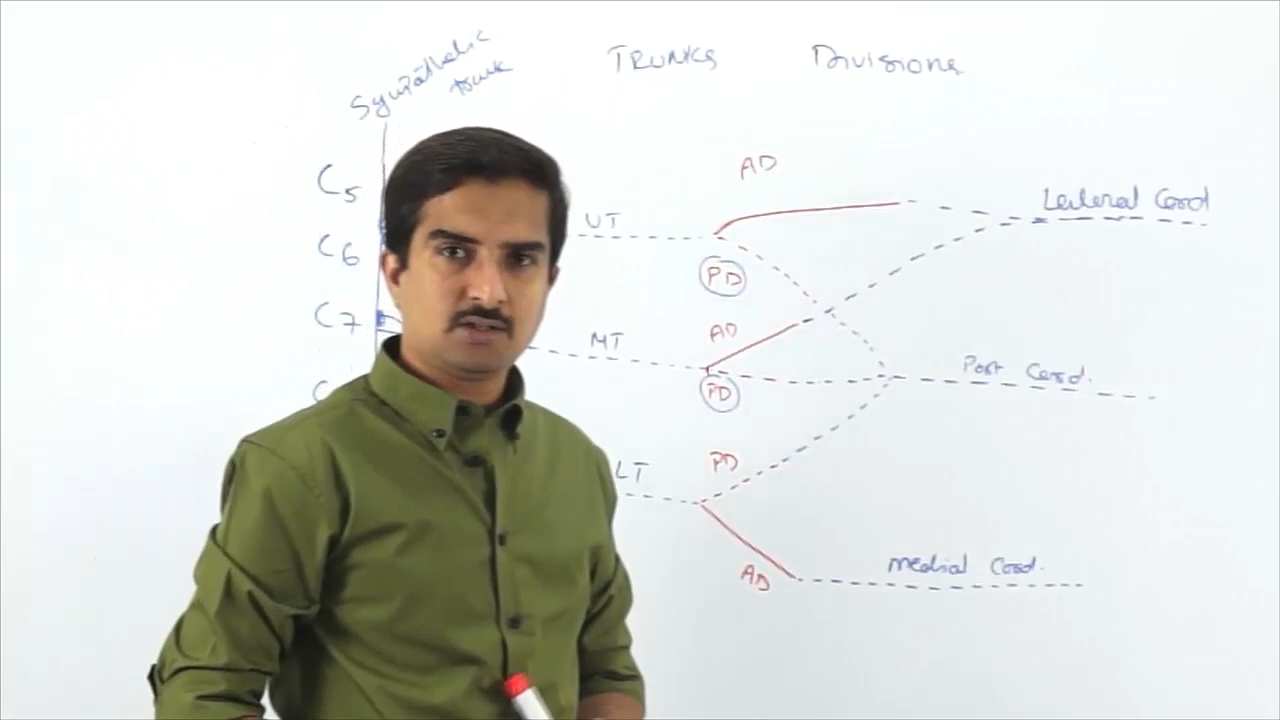 Sympathetic
trunk
TRUNKS
Divisions
AD
C5
UT
Lateral Cord
C6
PD
C7
AD
MT
Post Cord.
PD
C
LT
PD
AD
Medial Cord.